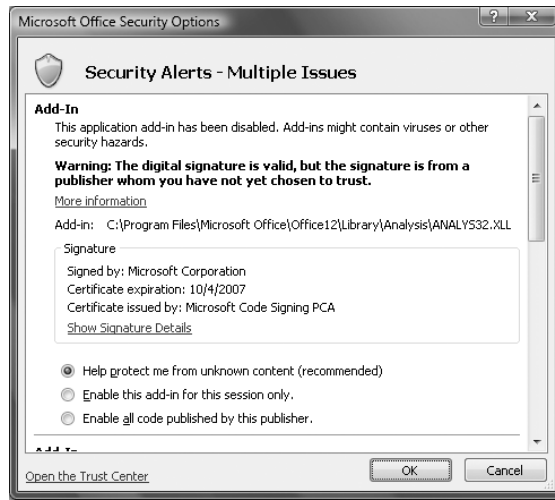 Microsoft Office Security Options
Security Alerts - Multiple Issues
Add-In
This application add-in has been disabled. Add-ins might contain viruses or other
security hazards.
Warning: The digital signature is valid, but the signature is from a
publisher whom you have not yet chosen to trust.
More information
Add-in: C:\Program Files\Microsoft Office\Office12\Library\Analysis\ANALYS32.XLL
Signature
Signed by: Microsoft Corporation
Certificate expiration: 10/4/2007
Certificate issued by: Microsoft Code Signing PCA
Show Signature Details
Help protect me from unknown content (recommended)
Enable this add-in for this session only.
Enable all code published by this publisher.
Add-In
Open the Trust Center
OK
Cancel